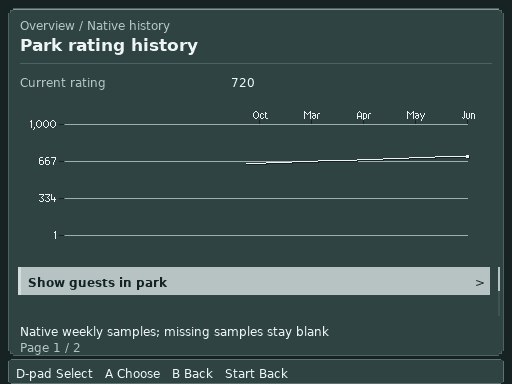 Overview / Native history
Park rating history
Current rating 720
Oct Mar Apr May Jun
1,000
667
334
1
Show guests in park >
Native weekly samples; missing samples stay blank
Page 1 / 2
D-pad Select A Choose B Back Start Back